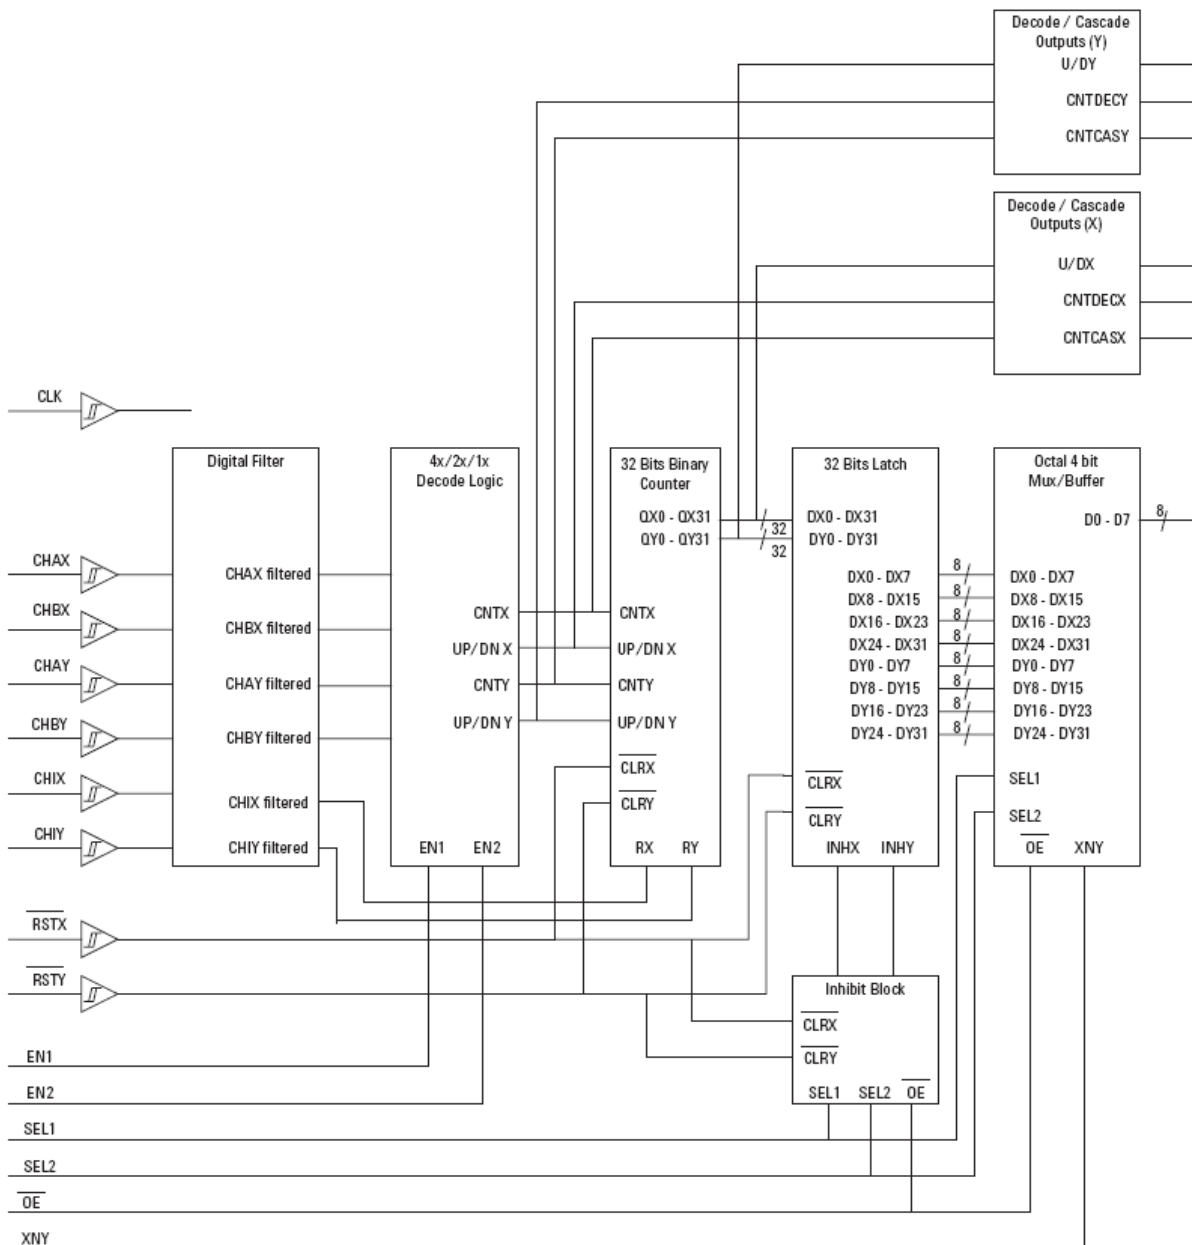 Decode / Cascade
Outputs (Y)
U/DY
CNTDECY
CNTCASY
Decode / Cascade
Outputs (X)
U/DX
CNTDECX
CNTCASX
CLK
CHAX
CHBX
CHAY
CHBY
CHIX
CHIY
RSTX
RSTY
EN1
EN2
SEL1
SEL2
OE
XNY
Digital Filter
CHAX filtered
CHBX filtered
CHAY filtered
CHBY filtered
CHIX filtered
CHIY filtered
4x/2x/1x
Decode Logic
CNTX
UP/DN X
CNTY
UP/DN Y
EN1 EN2
32 Bits Binary
Counter
QX0 - QX31
QY0 - QY31
CNTX
UP/DN X
CNTY
UP/DN Y
CLRX
CLRY
RX RY
32
32
32 Bits Latch
DX0 - DX31
DY0 - DY31
DX0 - DX7
DX8 - DX15
DX16 - DX23
DX24 - DX31
DY0 - DY7
DY8 - DY15
DY16 - DY23
DY24 - DY31
CLRX
CLRY
INHX INHY
8
8
8
8
8
8
8
8
Octal 4 bit
Mux/Buffer
D0 - D7
8
DX0 - DX7
DX8 - DX15
DX16 - DX23
DX24 - DX31
DY0 - DY7
DY8 - DY15
DY16 - DY23
DY24 - DY31
SEL1
SEL2
OE XNY
Inhibit Block
CLRX
CLRY
SEL1 SEL2 OE